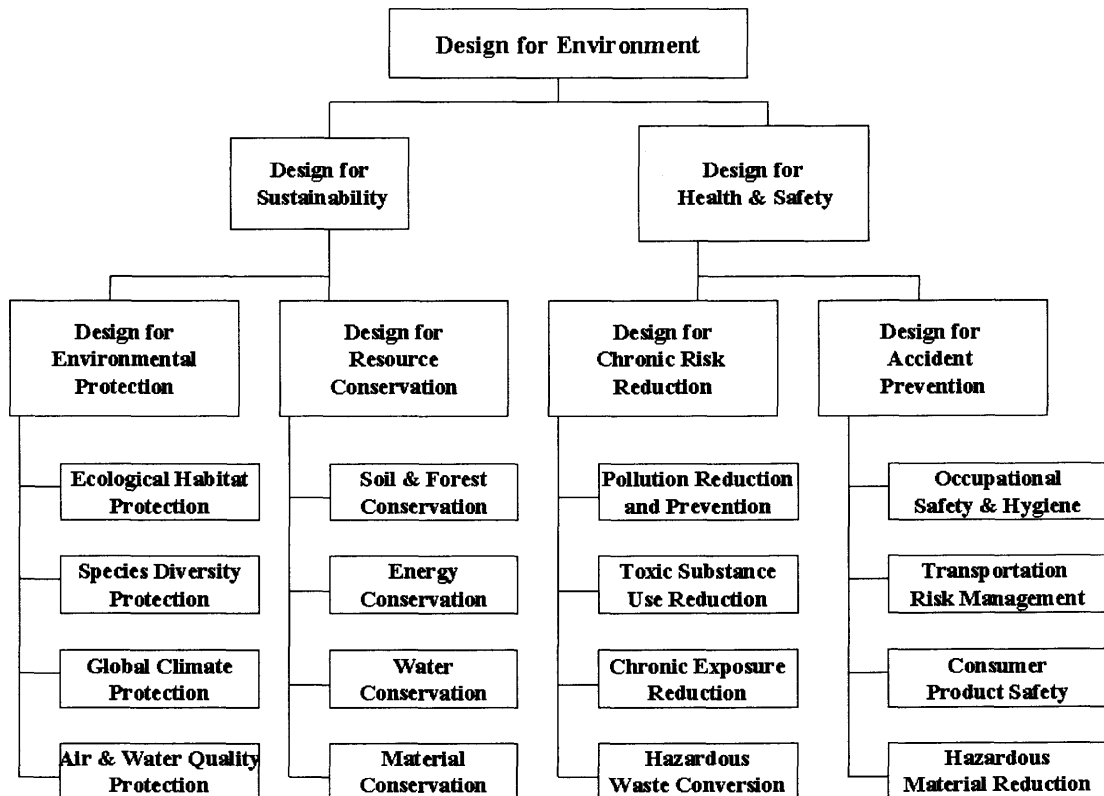 Design for Environment
Design for
Sustainability
Design for
Health & Safety
Design for
Environmental
Protection
Design for
Resource
Conservation
Design for
Chronic Risk
Reduction
Design for
Accident
Prevention
Ecological Habitat
Protection
Species Diversity
Protection
Global Climate
Protection
Air & Water Quality
Protection
Soil & Forest
Conservation
Energy
Conservation
Water
Conservation
Material
Conservation
Pollution Reduction
and Prevention
Toxic Substance
Use Reduction
Chronic Exposure
Reduction
Hazardous
Waste Conversion
Occupational
Safety & Hygiene
Transportation
Risk Management
Consumer
Product Safety
Hazardous
Material Reduction